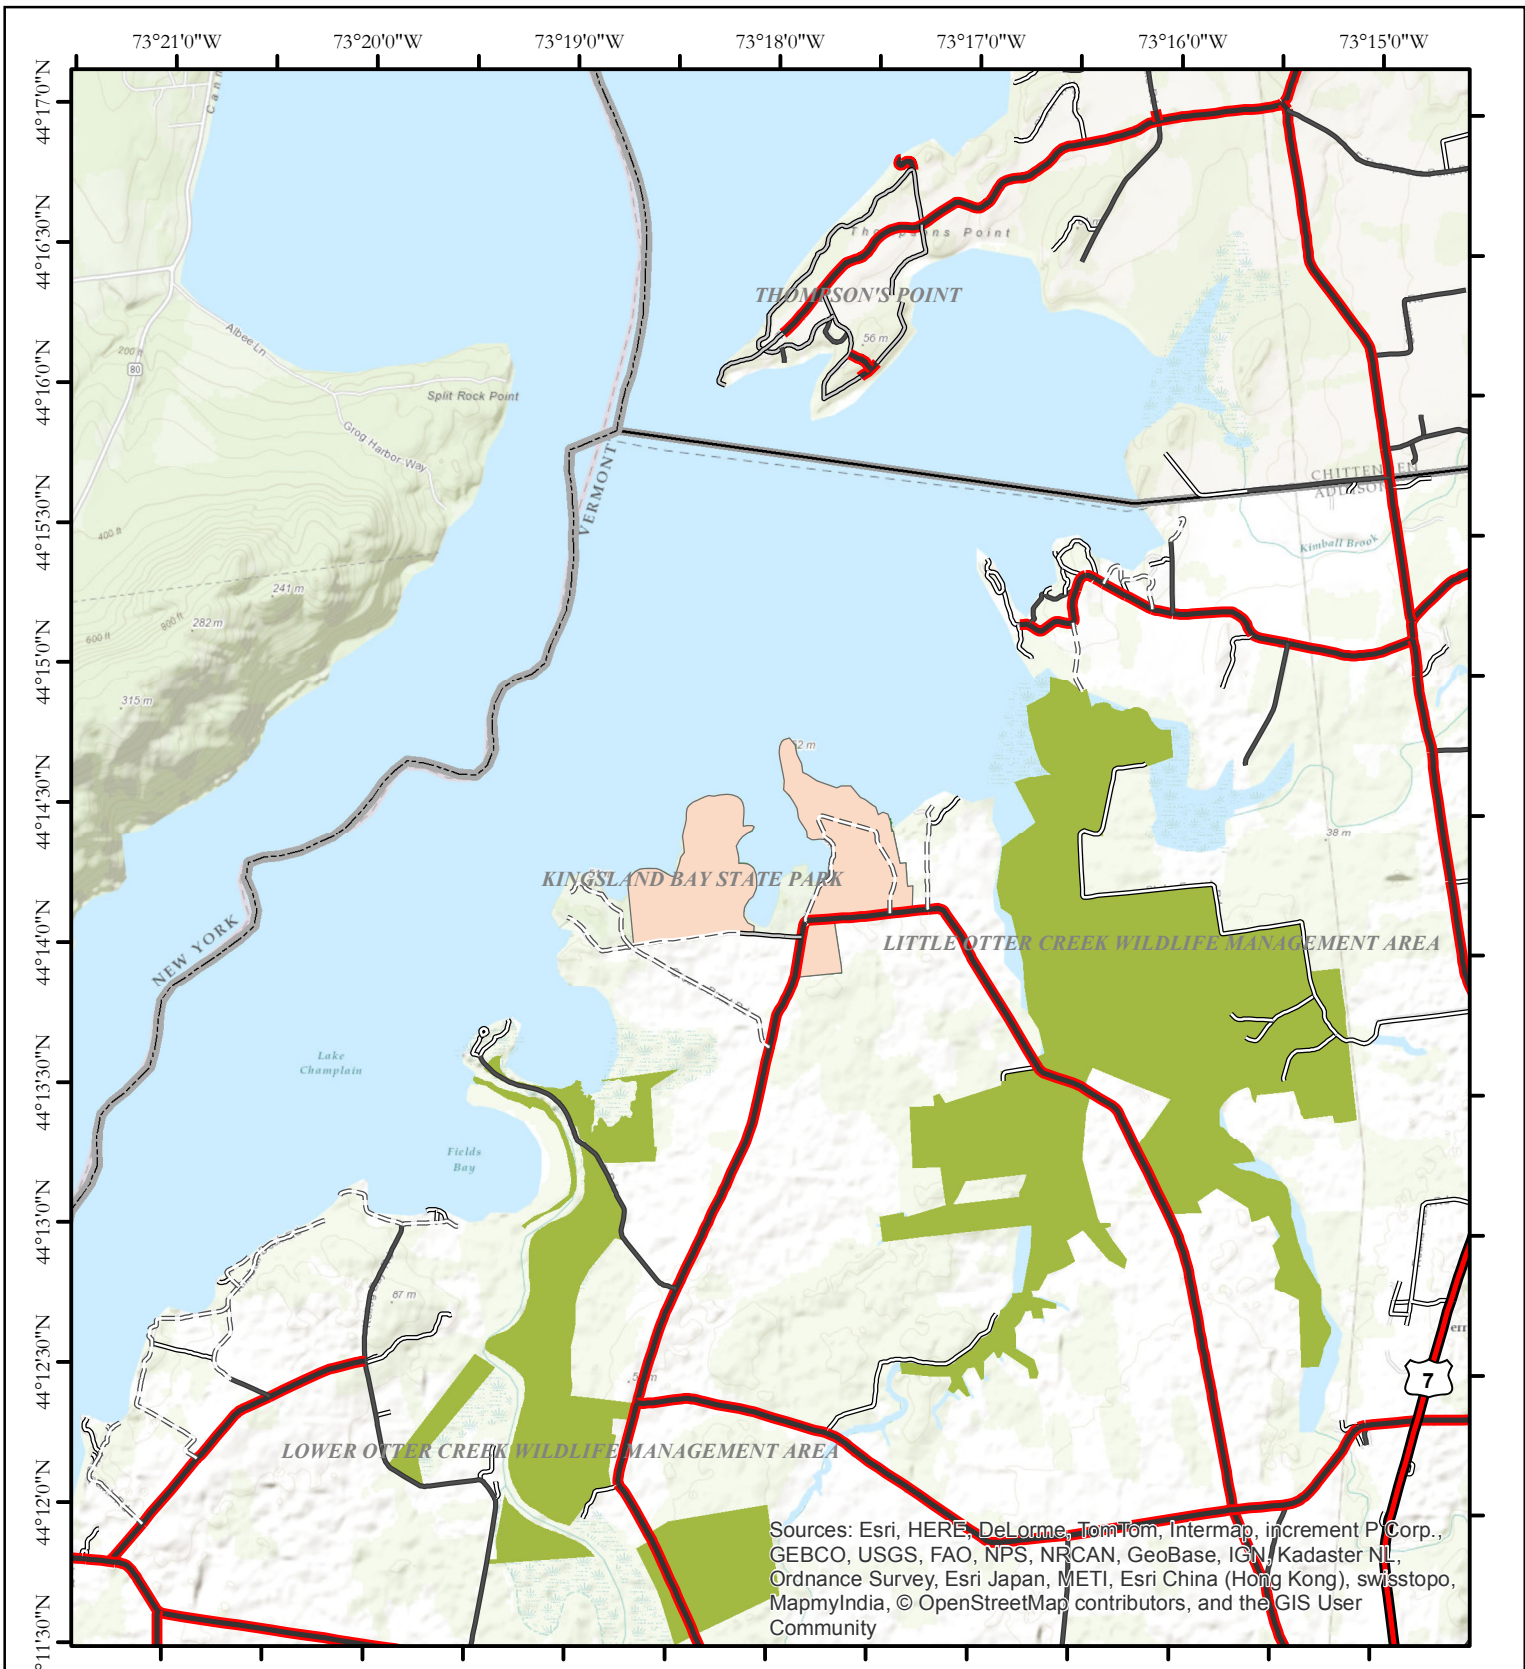 73°21'0"W 73°20'0"W 73°19'0"W 73°18'0"W 73°17'0"W 73°16'0"W 73°15'0"W
44°17'0"N
44°16'30"N
44°16'0"N
44°15'30"N
44°15'0"N
44°14'30"N
44°14'0"N
44°13'30"N
44°13'0"N
44°12'30"N
44°12'0"N
°11'30"N
Cann
Thompsons Point
THOMPSON'S POINT
56 m
Albee Ln
200 ft
80
Split Rock Point
Grog Harbor Way
VERMONT
CHITTENDEN
ADDISON
Kimball Brook
400 ft
241 m
282 m
800 ft
600 ft
315 m
38 m
KINGSLAND BAY STATE PARK
NEW YORK
LITTLE OTTER CREEK WILDLIFE MANAGEMENT AREA
Lake
Champlain
Fields
Bay
67 m
7
LOWER OTTER CREEK WILDLIFE MANAGEMENT AREA
Sources: Esri, HERE, DeLorme, TomTom, Intermap, increment P Corp.,
GEBCO, USGS, FAO, NPS, NRCAN, GeoBase, IGN, Kadaster NL,
Ordnance Survey, Esri Japan, METI, Esri China (Hong Kong), swisstopo,
MapmyIndia, © OpenStreetMap contributors, and the GIS User
Community